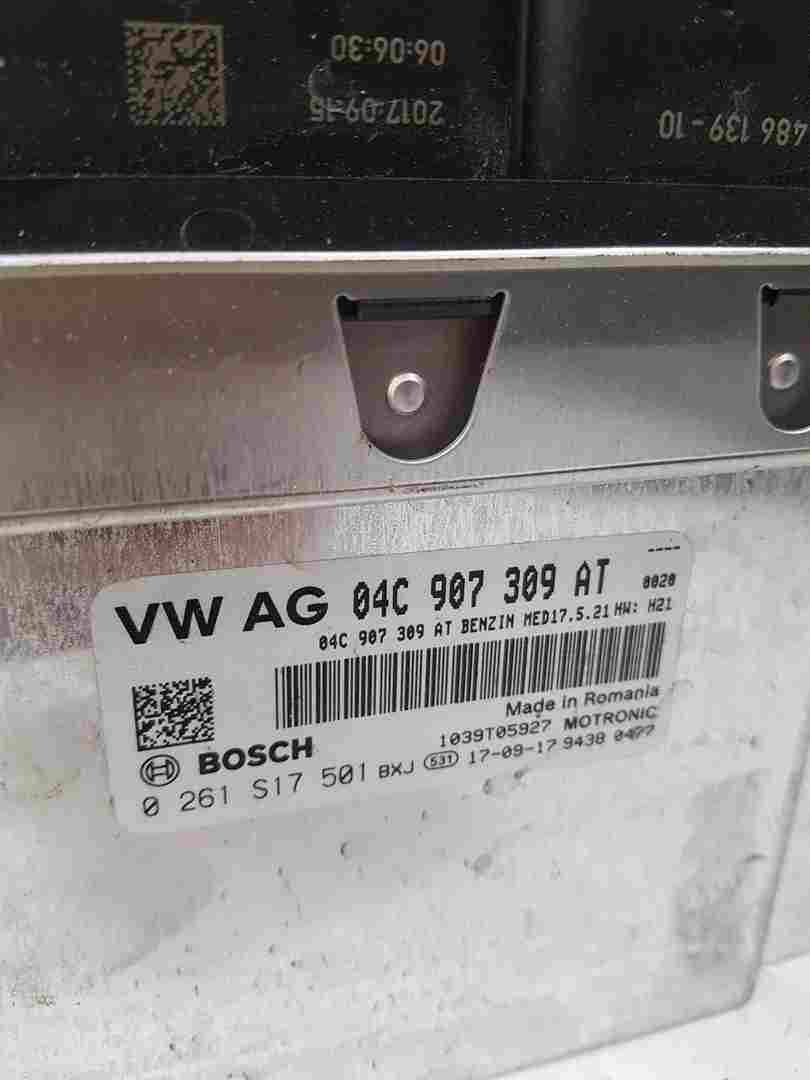 06:06:30
2017-09-15
486 139-10
----
VW AG 04C 907 309 AT 0020
04C 907 309 AT BENZIN MED17.5.21 HW: H21
Made in Romania
BOSCH 1039T05927 MOTRONIC
0 261 S17 501 BXJ 531 17-09-17 9438 0477